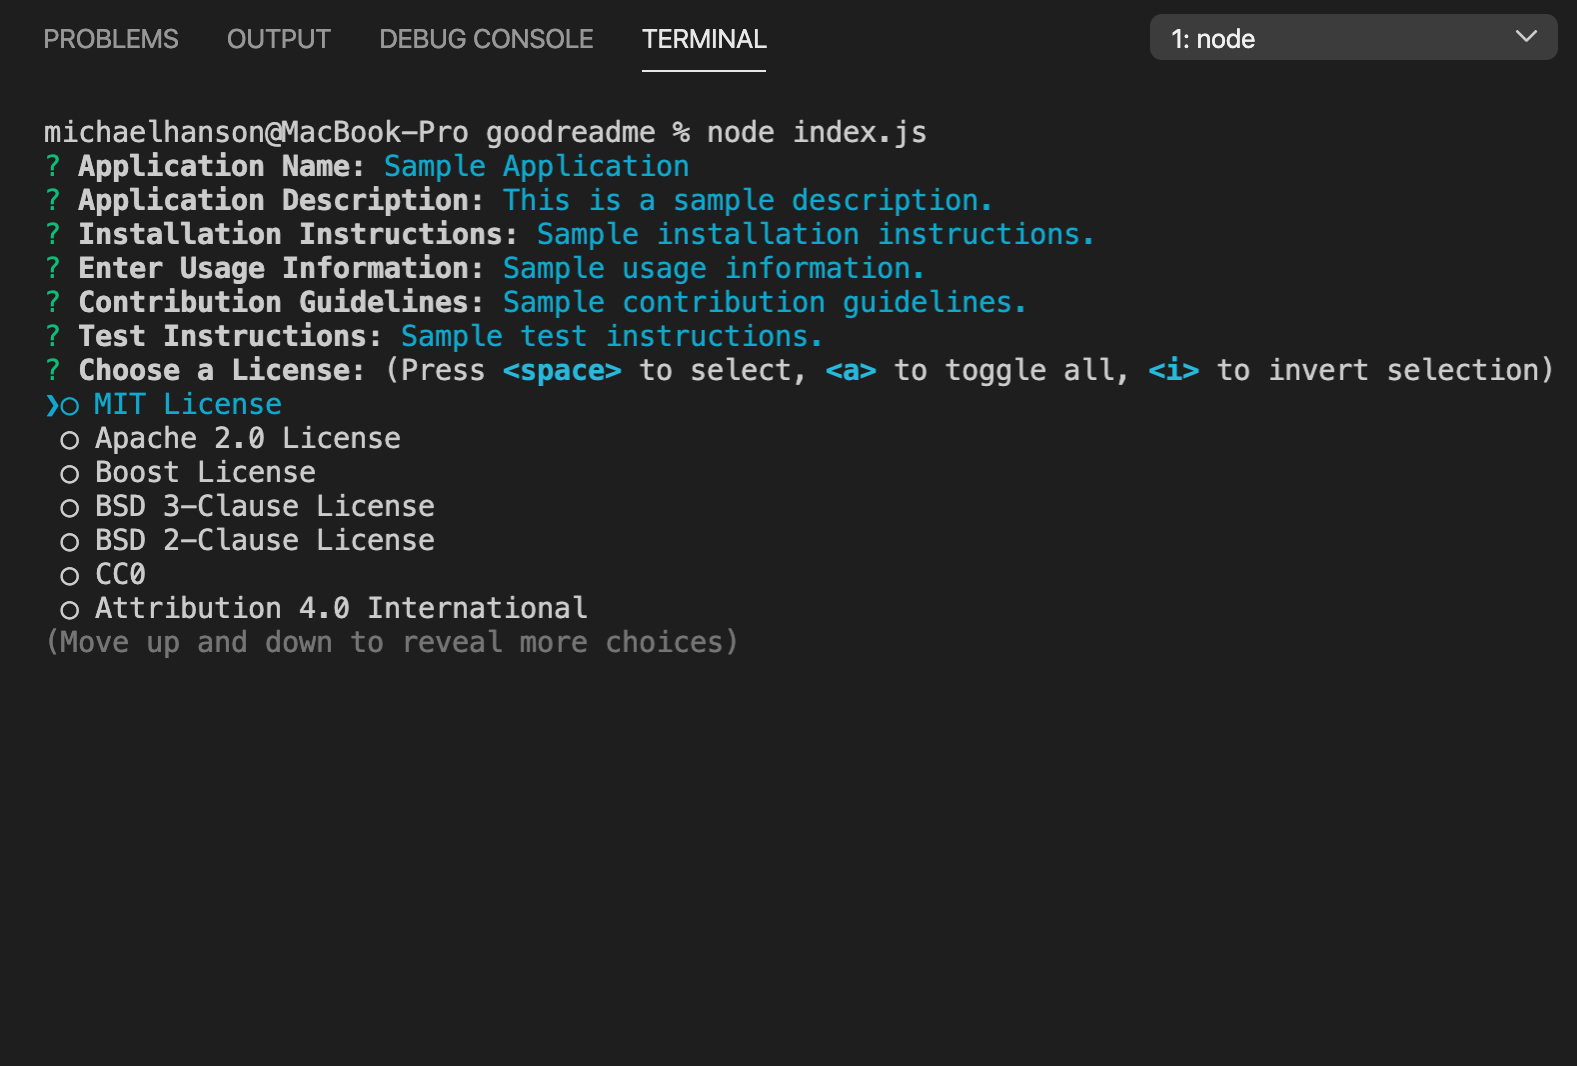 PROBLEMS OUTPUT DEBUG CONSOLE TERMINAL 1: node
michaelhanson@MacBook-Pro goodreadme % node index.js
? Application Name: Sample Application
? Application Description: This is a sample description.
? Installation Instructions: Sample installation instructions.
? Enter Usage Information: Sample usage information.
? Contribution Guidelines: Sample contribution guidelines.
? Test Instructions: Sample test instructions.
? Choose a License: (Press <space> to select, <a> to toggle all, <i> to invert selection)
❯◯ MIT License
◯ Apache 2.0 License
◯ Boost License
◯ BSD 3-Clause License
◯ BSD 2-Clause License
◯ CC0
◯ Attribution 4.0 International
(Move up and down to reveal more choices)